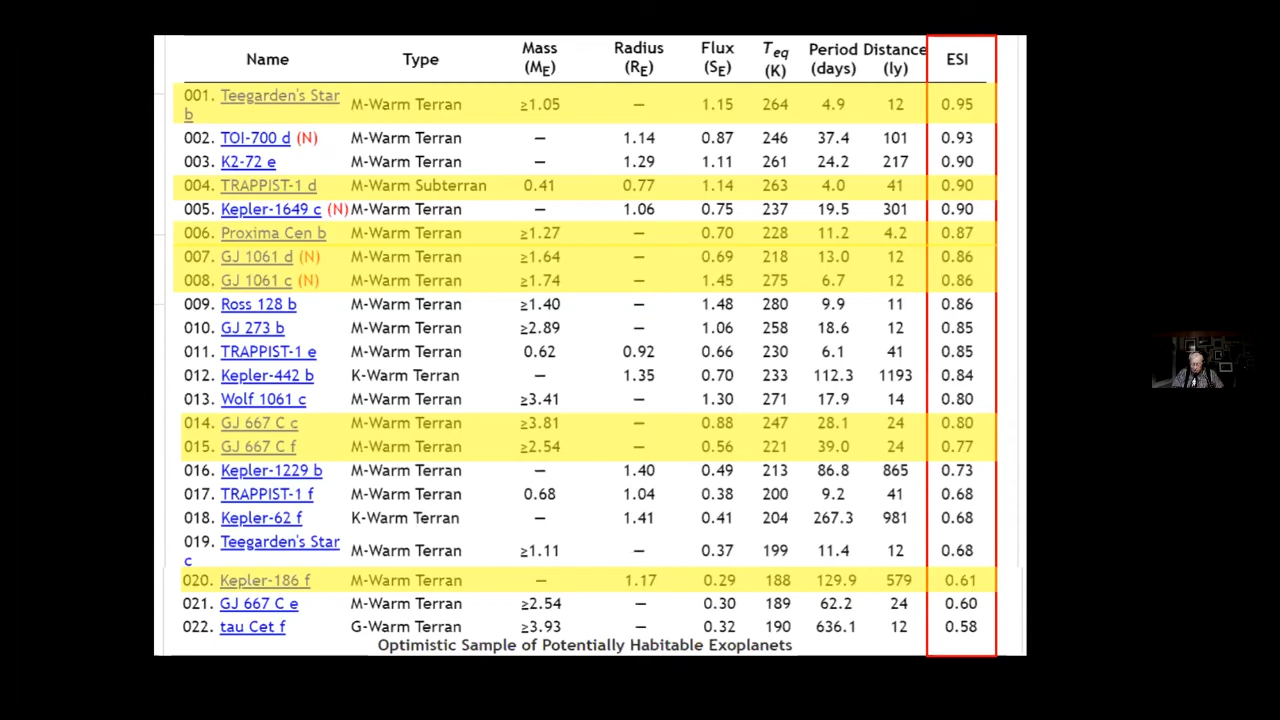 Name Type Mass (ME) Radius (RE) Flux (SE) Teq (K) Period (days) Distance (ly) ESI
001. Teegarden's Star b M-Warm Terran ≥1.05 — 1.15 264 4.9 12 0.95
002. TOI-700 d (N) M-Warm Terran — 1.14 0.87 246 37.4 101 0.93
003. K2-72 e M-Warm Terran — 1.29 1.11 261 24.2 217 0.90
004. TRAPPIST-1 d M-Warm Subterran 0.41 0.77 1.14 263 4.0 41 0.90
005. Kepler-1649 c (N) M-Warm Terran — 1.06 0.75 237 19.5 301 0.90
006. Proxima Cen b M-Warm Terran ≥1.27 — 0.70 228 11.2 4.2 0.87
007. GJ 1061 d (N) M-Warm Terran ≥1.64 — 0.69 218 13.0 12 0.86
008. GJ 1061 c (N) M-Warm Terran ≥1.74 — 1.45 275 6.7 12 0.86
009. Ross 128 b M-Warm Terran ≥1.40 — 1.48 280 9.9 11 0.86
010. GJ 273 b M-Warm Terran ≥2.89 — 1.06 258 18.6 12 0.85
011. TRAPPIST-1 e M-Warm Terran 0.62 0.92 0.66 230 6.1 41 0.85
012. Kepler-442 b K-Warm Terran — 1.35 0.70 233 112.3 1193 0.84
013. Wolf 1061 c M-Warm Terran ≥3.41 — 1.30 271 17.9 14 0.80
014. GJ 667 C c M-Warm Terran ≥3.81 — 0.88 247 28.1 24 0.80
015. GJ 667 C f M-Warm Terran ≥2.54 — 0.56 221 39.0 24 0.77
016. Kepler-1229 b M-Warm Terran — 1.40 0.49 213 86.8 865 0.73
017. TRAPPIST-1 f M-Warm Terran 0.68 1.04 0.38 200 9.2 41 0.68
018. Kepler-62 f K-Warm Terran — 1.41 0.41 204 267.3 981 0.68
019. Teegarden's Star c M-Warm Terran ≥1.11 — 0.37 199 11.4 12 0.68
020. Kepler-186 f M-Warm Terran — 1.17 0.29 188 129.9 579 0.61
021. GJ 667 C e M-Warm Terran ≥2.54 — 0.30 189 62.2 24 0.60
022. tau Cet f G-Warm Terran ≥3.93 — 0.32 190 636.1 12 0.58
Optimistic Sample of Potentially Habitable Exoplanets